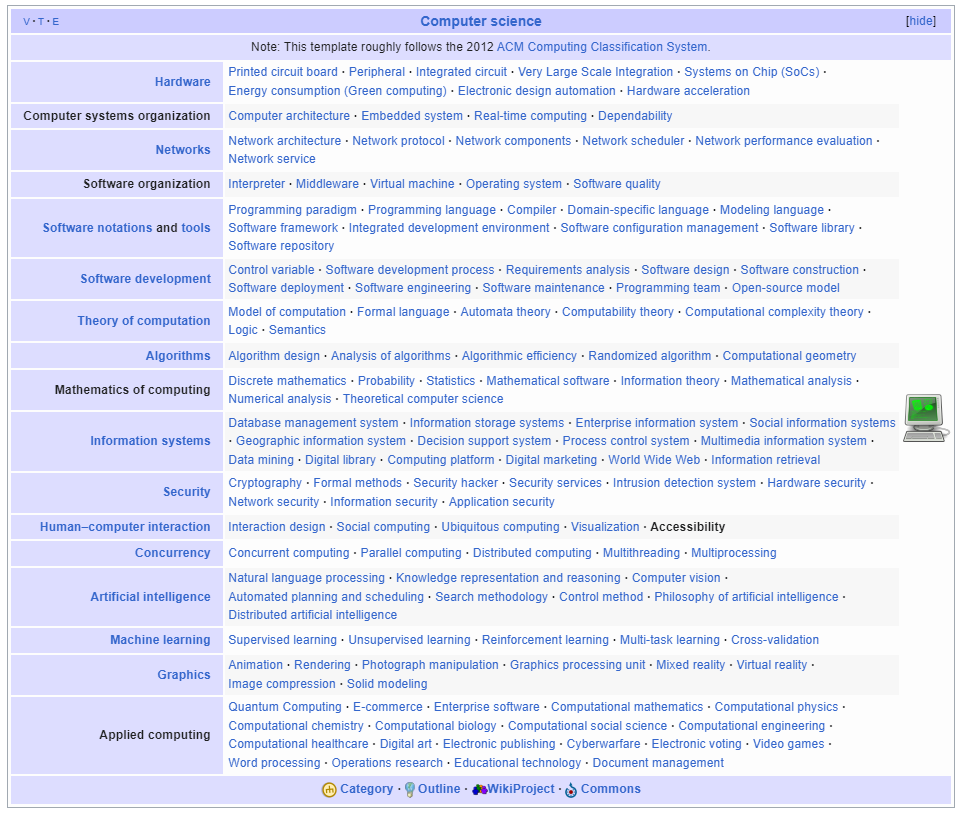 V · T · E Computer science [hide]
Note: This template roughly follows the 2012 ACM Computing Classification System.
Hardware
Printed circuit board · Peripheral · Integrated circuit · Very Large Scale Integration · Systems on Chip (SoCs) ·
Energy consumption (Green computing) · Electronic design automation · Hardware acceleration
Computer systems organization
Computer architecture · Embedded system · Real-time computing · Dependability
Networks
Network architecture · Network protocol · Network components · Network scheduler · Network performance evaluation ·
Network service
Software organization
Interpreter · Middleware · Virtual machine · Operating system · Software quality
Software notations and tools
Programming paradigm · Programming language · Compiler · Domain-specific language · Modeling language ·
Software framework · Integrated development environment · Software configuration management · Software library ·
Software repository
Software development
Control variable · Software development process · Requirements analysis · Software design · Software construction ·
Software deployment · Software engineering · Software maintenance · Programming team · Open-source model
Theory of computation
Model of computation · Formal language · Automata theory · Computability theory · Computational complexity theory ·
Logic · Semantics
Algorithms
Algorithm design · Analysis of algorithms · Algorithmic efficiency · Randomized algorithm · Computational geometry
Mathematics of computing
Discrete mathematics · Probability · Statistics · Mathematical software · Information theory · Mathematical analysis ·
Numerical analysis · Theoretical computer science
Information systems
Database management system · Information storage systems · Enterprise information system · Social information systems
· Geographic information system · Decision support system · Process control system · Multimedia information system ·
Data mining · Digital library · Computing platform · Digital marketing · World Wide Web · Information retrieval
Security
Cryptography · Formal methods · Security hacker · Security services · Intrusion detection system · Hardware security ·
Network security · Information security · Application security
Human–computer interaction
Interaction design · Social computing · Ubiquitous computing · Visualization · Accessibility
Concurrency
Concurrent computing · Parallel computing · Distributed computing · Multithreading · Multiprocessing
Artificial intelligence
Natural language processing · Knowledge representation and reasoning · Computer vision ·
Automated planning and scheduling · Search methodology · Control method · Philosophy of artificial intelligence ·
Distributed artificial intelligence
Machine learning
Supervised learning · Unsupervised learning · Reinforcement learning · Multi-task learning · Cross-validation
Graphics
Animation · Rendering · Photograph manipulation · Graphics processing unit · Mixed reality · Virtual reality ·
Image compression · Solid modeling
Applied computing
Quantum Computing · E-commerce · Enterprise software · Computational mathematics · Computational physics ·
Computational chemistry · Computational biology · Computational social science · Computational engineering ·
Computational healthcare · Digital art · Electronic publishing · Cyberwarfare · Electronic voting · Video games ·
Word processing · Operations research · Educational technology · Document management
Category · Outline · WikiProject · Commons